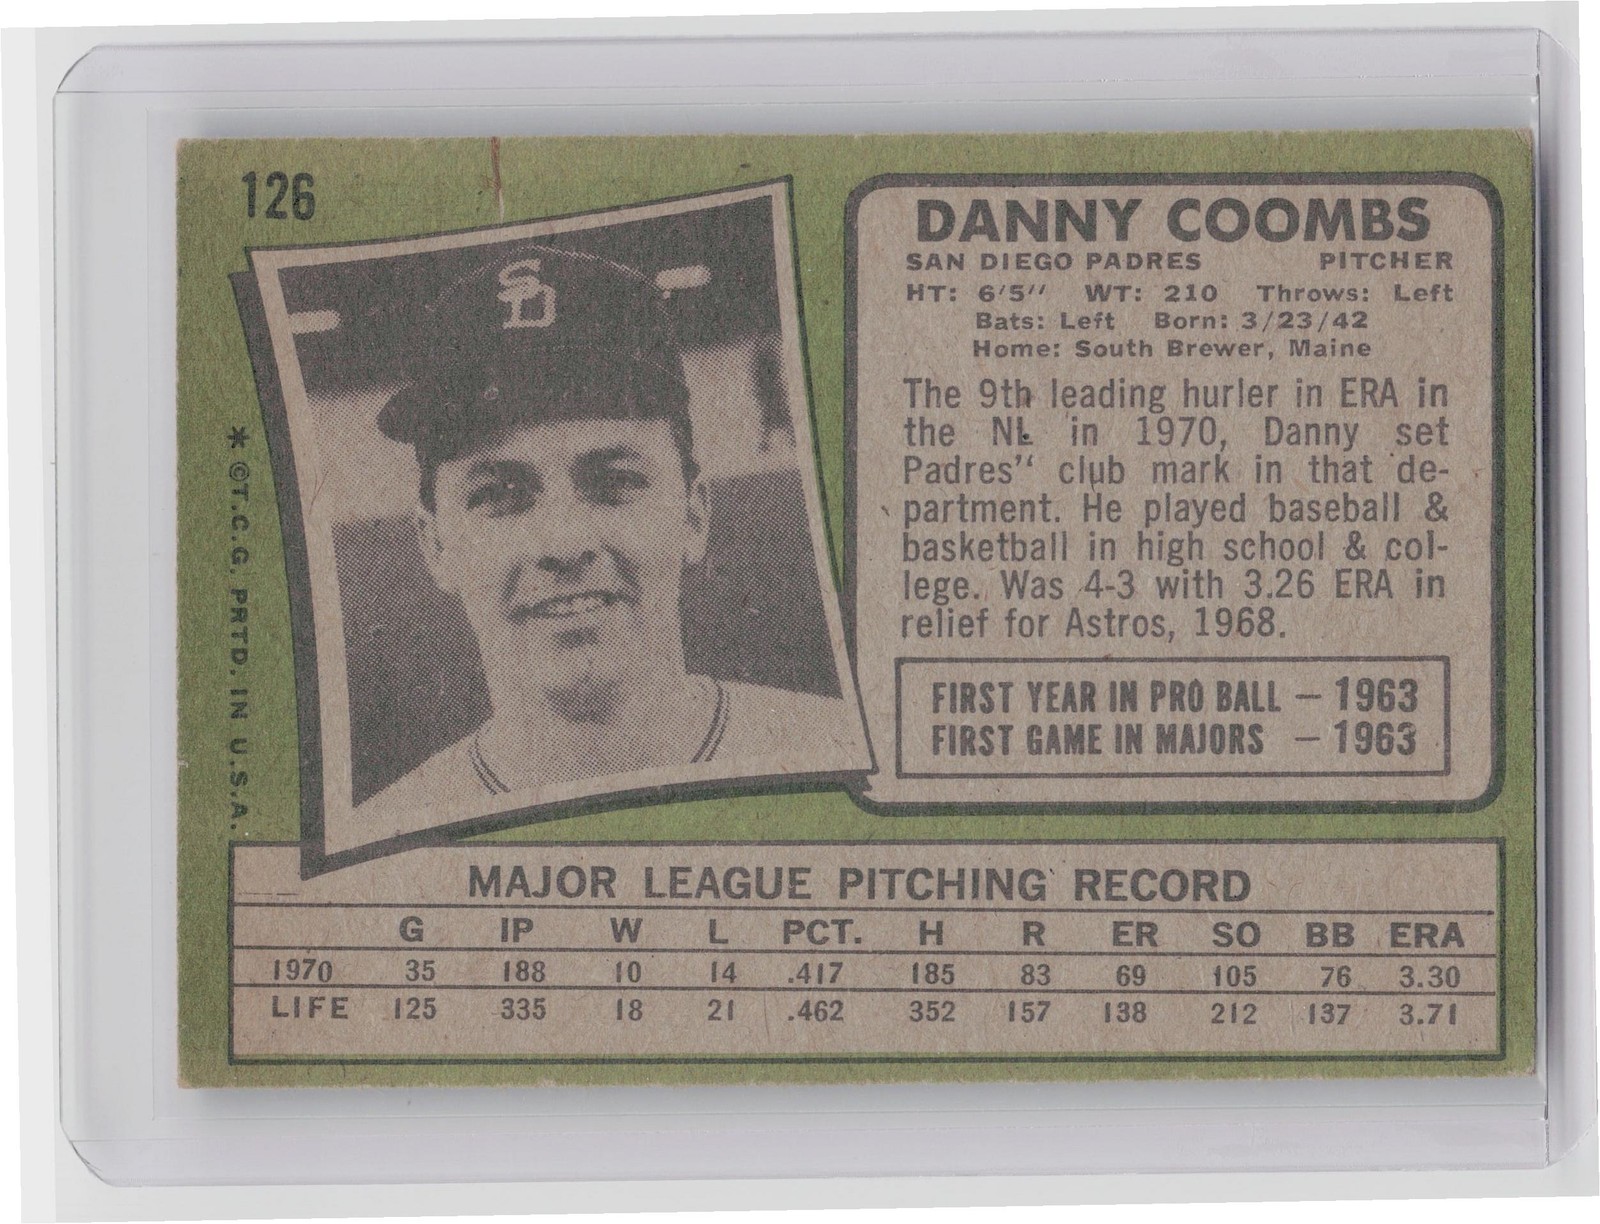 126
SD
DANNY COOMBS
SAN DIEGO PADRES PITCHER
HT: 6'5" WT: 210 Throws: Left
Bats: Left Born: 3/23/42
Home: South Brewer, Maine
The 9th leading hurler in ERA in
the NL in 1970, Danny set
Padres" club mark in that de-
partment. He played baseball &
basketball in high school & col-
lege. Was 4-3 with 3.26 ERA in
relief for Astros, 1968.
FIRST YEAR IN PRO BALL – 1963
FIRST GAME IN MAJORS – 1963
* ©T.C.G. PRTD. IN U.S.A.
MAJOR LEAGUE PITCHING RECORD
G IP W L PCT. H R ER SO BB ERA
1970 35 188 10 14 .417 185 83 69 105 76 3.30
LIFE 125 335 18 21 .462 352 157 138 212 137 3.71